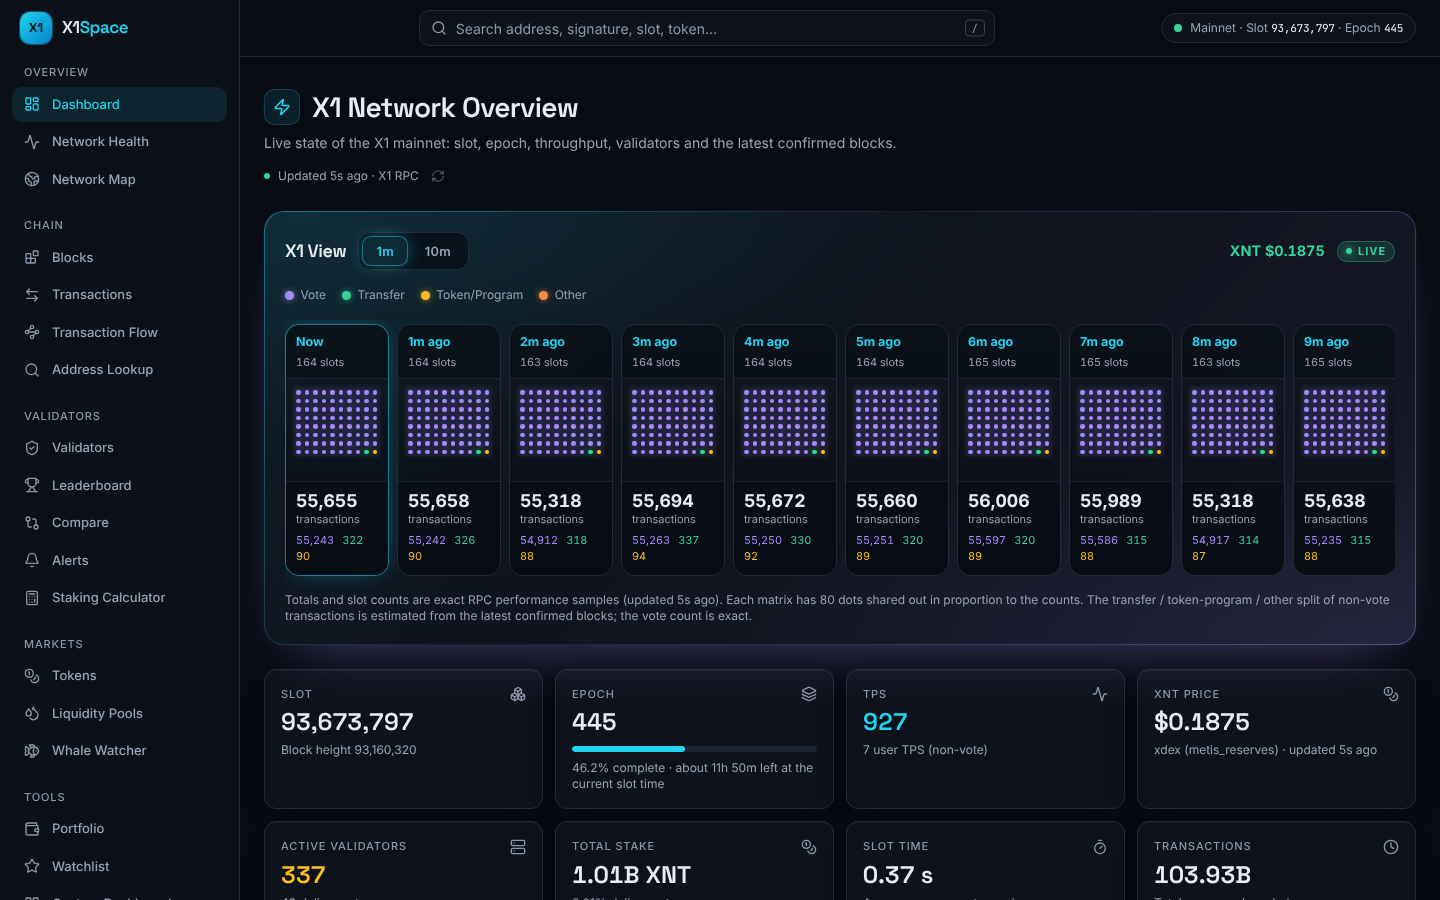 X1
X1Space
Search address, signature, slot, token...
/
Mainnet · Slot 93,673,797 · Epoch 445
OVERVIEW
Dashboard
Network Health
Network Map
CHAIN
Blocks
Transactions
Transaction Flow
Address Lookup
VALIDATORS
Validators
Leaderboard
Compare
Alerts
Staking Calculator
MARKETS
Tokens
Liquidity Pools
Whale Watcher
TOOLS
Portfolio
Watchlist
X1 Network Overview
Live state of the X1 mainnet: slot, epoch, throughput, validators and the latest confirmed blocks.
Updated 5s ago · X1 RPC
X1 View
1m
10m
XNT $0.1875
LIVE
Vote
Transfer
Token/Program
Other
Now
164 slots
55,655
transactions
55,243 322
90
1m ago
164 slots
55,658
transactions
55,242 326
90
2m ago
163 slots
55,318
transactions
54,912 318
88
3m ago
164 slots
55,694
transactions
55,263 337
94
4m ago
164 slots
55,672
transactions
55,250 330
92
5m ago
164 slots
55,660
transactions
55,251 320
89
6m ago
165 slots
56,006
transactions
55,597 320
89
7m ago
165 slots
55,989
transactions
55,586 315
88
8m ago
163 slots
55,318
transactions
54,917 314
87
9m ago
165 slots
55,638
transactions
55,235 315
88
Totals and slot counts are exact RPC performance samples (updated 5s ago). Each matrix has 80 dots shared out in proportion to the counts. The transfer / token-program / other split of non-vote
transactions is estimated from the latest confirmed blocks; the vote count is exact.
SLOT
93,673,797
Block height 93,160,320
EPOCH
445
46.2% complete · about 11h 50m left at the
current slot time
TPS
927
7 user TPS (non-vote)
XNT PRICE
$0.1875
xdex (metis_reserves) · updated 5s ago
ACTIVE VALIDATORS
337
TOTAL STAKE
1.01B XNT
SLOT TIME
0.37 s
TRANSACTIONS
103.93B